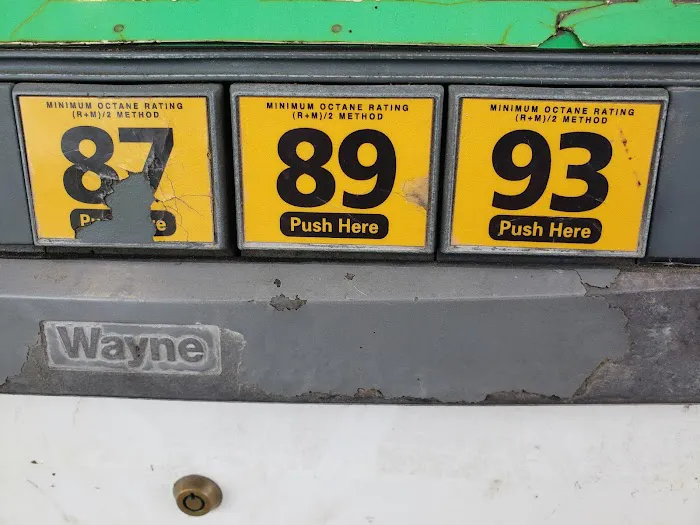 MINIMUM OCTANE RATING
(R+M)/2 METHOD
87
MINIMUM OCTANE RATING
(R+M)/2 METHOD
89
Push Here
MINIMUM OCTANE RATING
(R+M)/2 METHOD
93
Push Here
Wayne